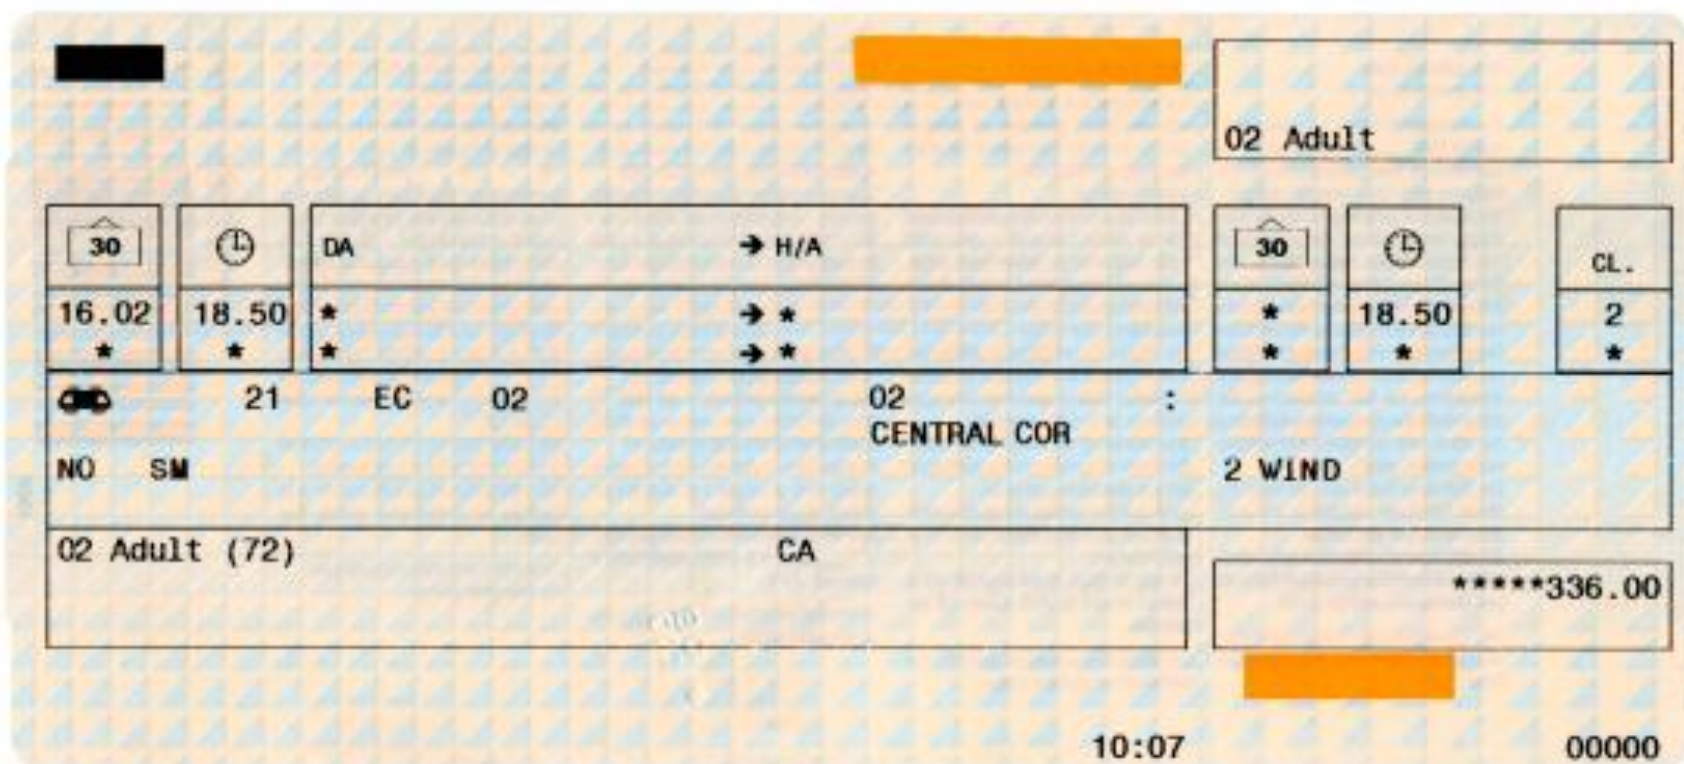 02 Adult
30 30
DA → H/A CL.
16.02 18.50 * → * * 18.50 2
* * * → * * * *
21 EC 02 02 :
CENTRAL COR
NO SM 2 WIND
02 Adult (72) CA
*****336.00
10:07 00000